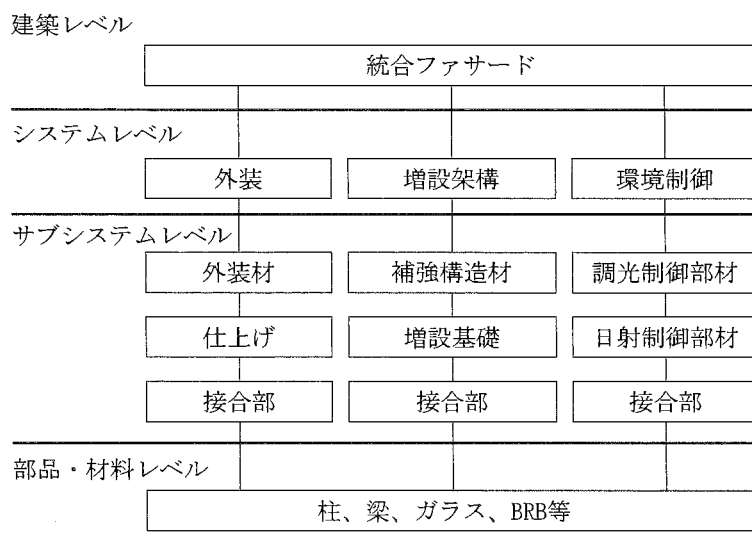 建築レベル
統合ファサード
システムレベル
外装 増設架構 環境制御
サブシステムレベル
外装材 補強構造材 調光制御部材
仕上げ 増設基礎 日射制御部材
接合部 接合部 接合部
部品・材料レベル
柱、梁、ガラス、BRB等